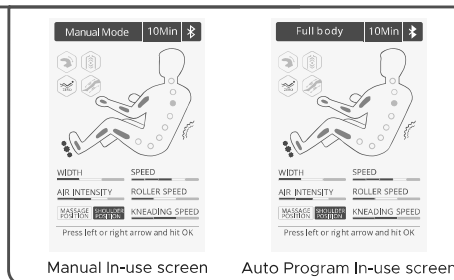 Manual Mode 10Min
ZERO
WIDTH SPEED
AIR INTENSITY ROLLER SPEED
MASSAGE POSITION SHOULDER POSITION KNEADING SPEED
Press left or right arrow and hit OK
Manual In-use screen
Full body 10Min
ZERO
WIDTH SPEED
AIR INTENSITY ROLLER SPEED
MASSAGE POSITION SHOULDER POSITION KNEADING SPEED
Press left or right arrow and hit OK
Auto Program In-use screen